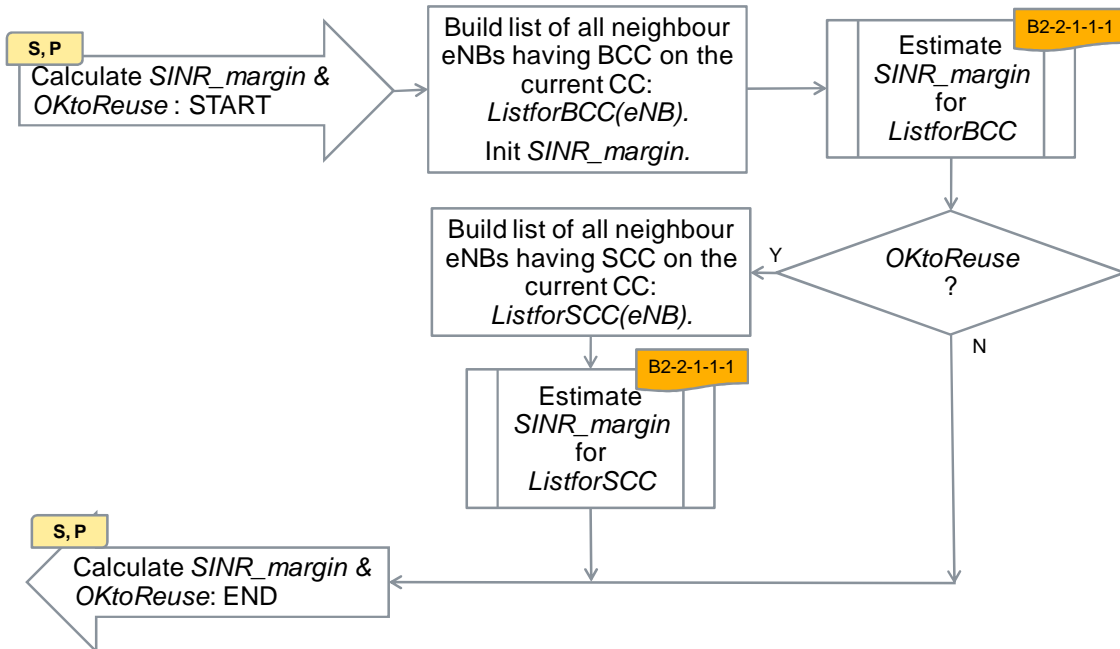 S, P
Calculate SINR_margin &
OKtoReuse : START
Build list of all neighbour
eNBs having BCC on the
current CC:
ListforBCC(eNB).
Init SINR_margin.
B2-2-1-1-1
Estimate
SINR_margin
for
ListforBCC
OKtoReuse
?
Y
N
Build list of all neighbour
eNBs having SCC on the
current CC:
ListforSCC(eNB).
B2-2-1-1-1
Estimate
SINR_margin
for
ListforSCC
S, P
Calculate SINR_margin &
OKtoReuse: END